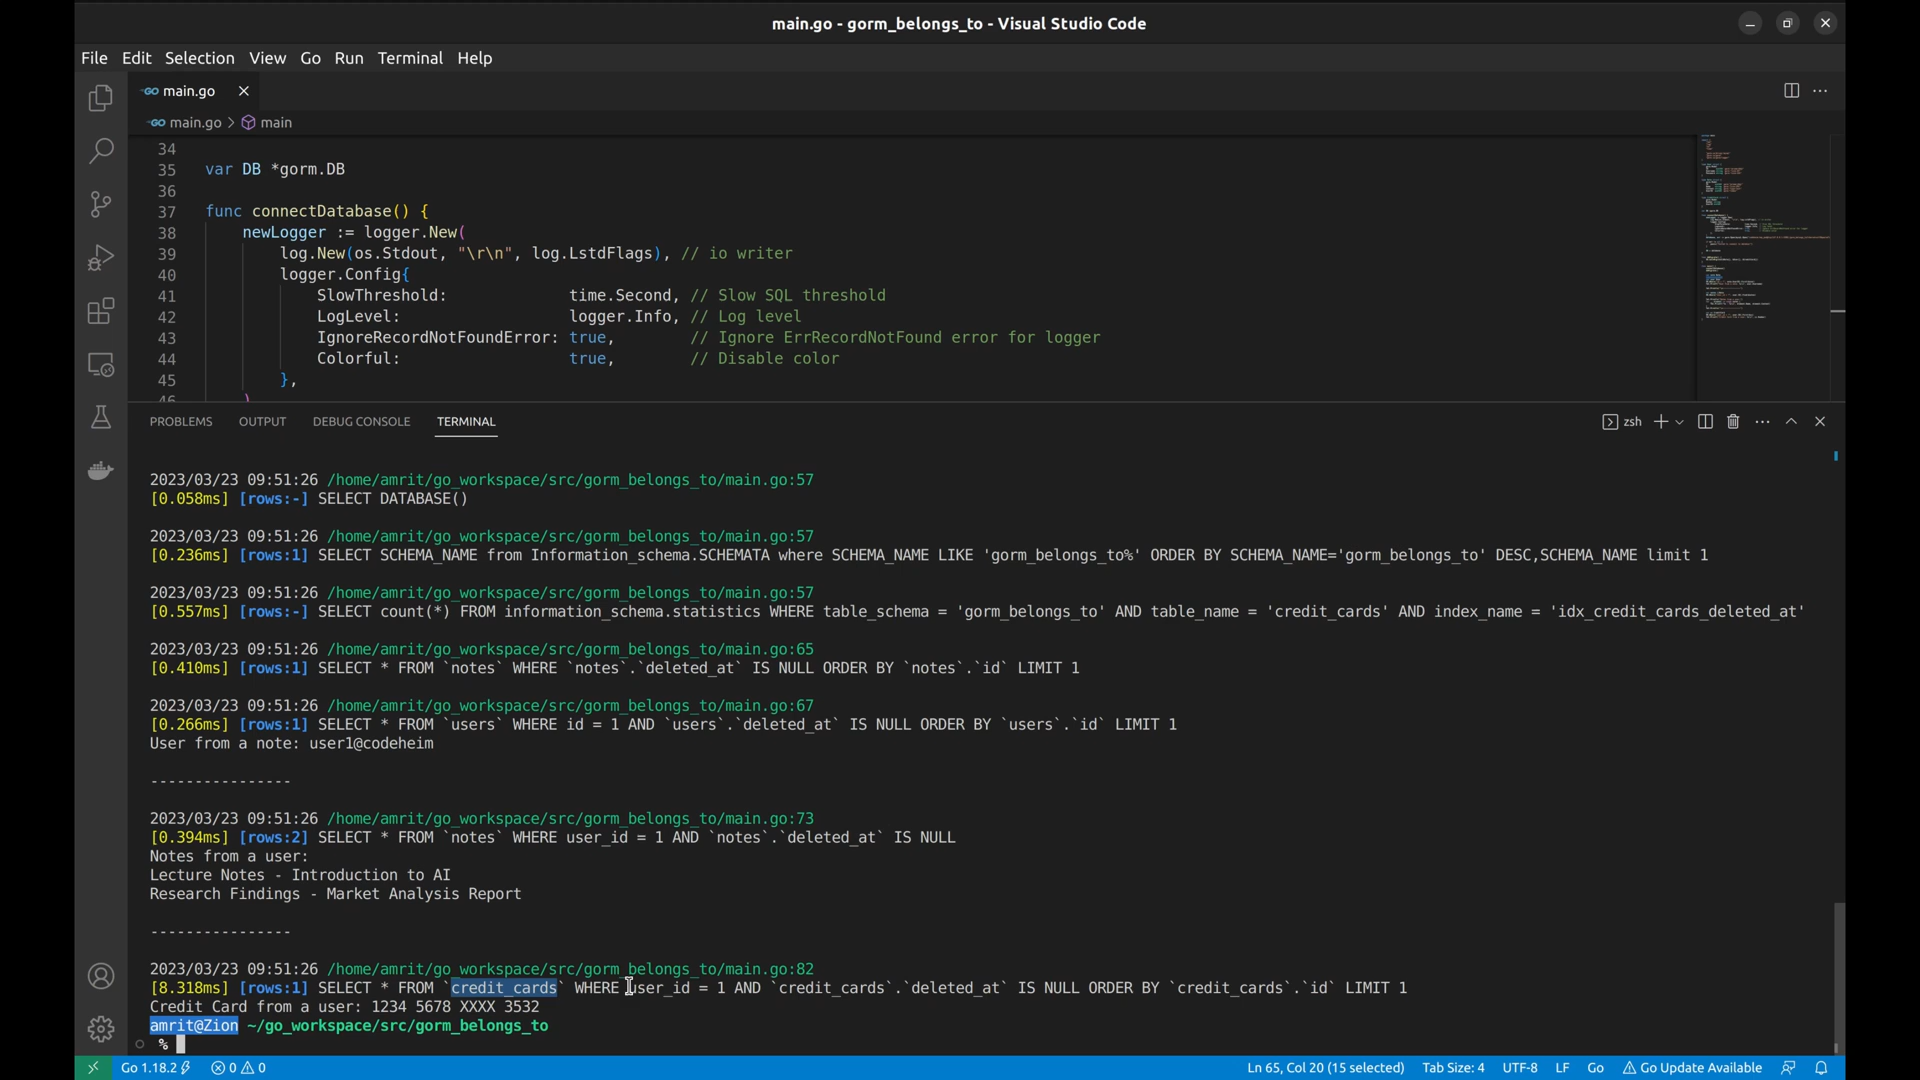 main.go - gorm_belongs_to - Visual Studio Code
File Edit Selection View Go Run Terminal Help
main.go
main.go > main
34
35 var DB *gorm.DB
36
37 func connectDatabase() {
38 newLogger := logger.New(
39 log.New(os.Stdout, "\r\n", log.LstdFlags), // io writer
40 logger.Config{
41 SlowThreshold: time.Second, // Slow SQL threshold
42 LogLevel: logger.Info, // Log level
43 IgnoreRecordNotFoundError: true, // Ignore ErrRecordNotFound error for logger
44 Colorful: true, // Disable color
45 },
46 )
PROBLEMS OUTPUT DEBUG CONSOLE TERMINAL zsh
2023/03/23 09:51:26 /home/amrit/go_workspace/src/gorm_belongs_to/main.go:57
[0.058ms] [rows:-] SELECT DATABASE()
2023/03/23 09:51:26 /home/amrit/go_workspace/src/gorm_belongs_to/main.go:57
[0.236ms] [rows:1] SELECT SCHEMA_NAME from Information_schema.SCHEMATA where SCHEMA_NAME LIKE 'gorm_belongs_to%' ORDER BY SCHEMA_NAME='gorm_belongs_to' DESC,SCHEMA_NAME limit 1
2023/03/23 09:51:26 /home/amrit/go_workspace/src/gorm_belongs_to/main.go:57
[0.557ms] [rows:-] SELECT count(*) FROM information_schema.statistics WHERE table_schema = 'gorm_belongs_to' AND table_name = 'credit_cards' AND index_name = 'idx_credit_cards_deleted_at'
2023/03/23 09:51:26 /home/amrit/go_workspace/src/gorm_belongs_to/main.go:65
[0.410ms] [rows:1] SELECT * FROM `notes` WHERE `notes`.`deleted_at` IS NULL ORDER BY `notes`.`id` LIMIT 1
2023/03/23 09:51:26 /home/amrit/go_workspace/src/gorm_belongs_to/main.go:67
[0.266ms] [rows:1] SELECT * FROM `users` WHERE id = 1 AND `users`.`deleted_at` IS NULL ORDER BY `users`.`id` LIMIT 1
User from a note: user1@codeheim
----------------
2023/03/23 09:51:26 /home/amrit/go_workspace/src/gorm_belongs_to/main.go:73
[0.394ms] [rows:2] SELECT * FROM `notes` WHERE user_id = 1 AND `notes`.`deleted_at` IS NULL
Notes from a user:
Lecture Notes - Introduction to AI
Research Findings - Market Analysis Report
----------------
2023/03/23 09:51:26 /home/amrit/go_workspace/src/gorm_belongs_to/main.go:82
[8.318ms] [rows:1] SELECT * FROM `credit_cards` WHERE user_id = 1 AND `credit_cards`.`deleted_at` IS NULL ORDER BY `credit_cards`.`id` LIMIT 1
Credit Card from a user: 1234 5678 XXXX 3532
amrit@Zion ~/go_workspace/src/gorm_belongs_to
%
Go 1.18.2 0 0 Ln 65, Col 20 (15 selected) Tab Size: 4 UTF-8 LF Go Go Update Available